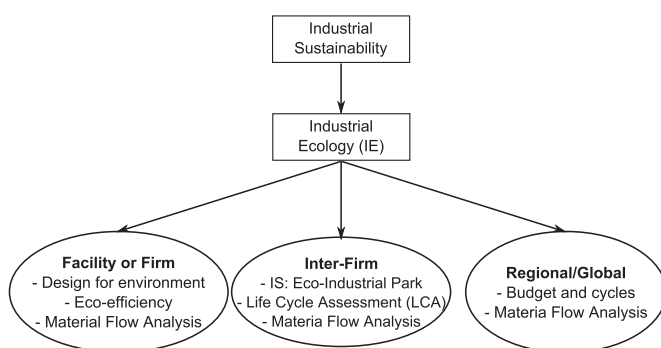 Industrial
Sustainability
Industrial
Ecology (IE)
Facility or Firm
- Design for environment
- Eco-efficiency
- Material Flow Analysis
Inter-Firm
- IS: Eco-Industrial Park
- Life Cycle Assessment (LCA)
- Materia Flow Analysis
Regional/Global
- Budget and cycles
- Materia Flow Analysis